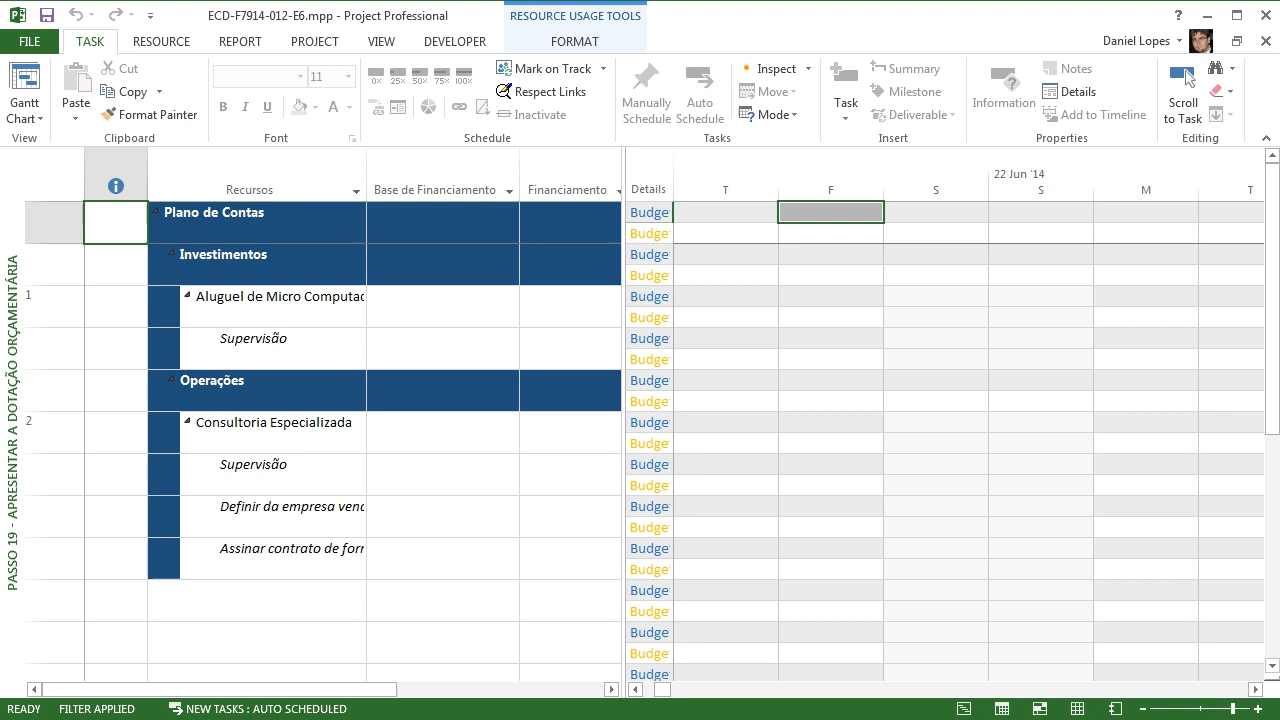 ECD-F7914-012-E6.mpp - Project Professional
RESOURCE USAGE TOOLS
FILE
TASK
RESOURCE
REPORT
PROJECT
VIEW
DEVELOPER
FORMAT
Daniel Lopes
Gantt
Chart
View
Paste
Cut
Copy
Format Painter
Clipboard
11
B I U
A
Font
0% 25% 50% 75% 100%
Mark on Track
Respect Links
Inactivate
Schedule
Manually
Schedule
Auto
Schedule
Inspect
Move
Mode
Tasks
Task
Summary
Milestone
Deliverable
Insert
Information
Notes
Details
Add to Timeline
Properties
Scroll
to Task
Editing
Recursos
Base de Financiamento
Financiamento
Details
22 Jun '14
T F S S M T
PASSO 19 - APRESENTAR A DOTAÇÃO ORÇAMENTÁRIA
Plano de Contas
Budge
Budge
Investimentos
Budge
Budge
1
Aluguel de Micro Computad
Budge
Budge
Supervisão
Budge
Budge
Operações
Budge
Budge
2
Consultoria Especializada
Budge
Budge
Supervisão
Budge
Budge
Definir da empresa venc
Budge
Budge
Assinar contrato de forr
Budge
Budge
Budge
Budge
Budge
Budge
Budge
READY
FILTER APPLIED
NEW TASKS : AUTO SCHEDULED